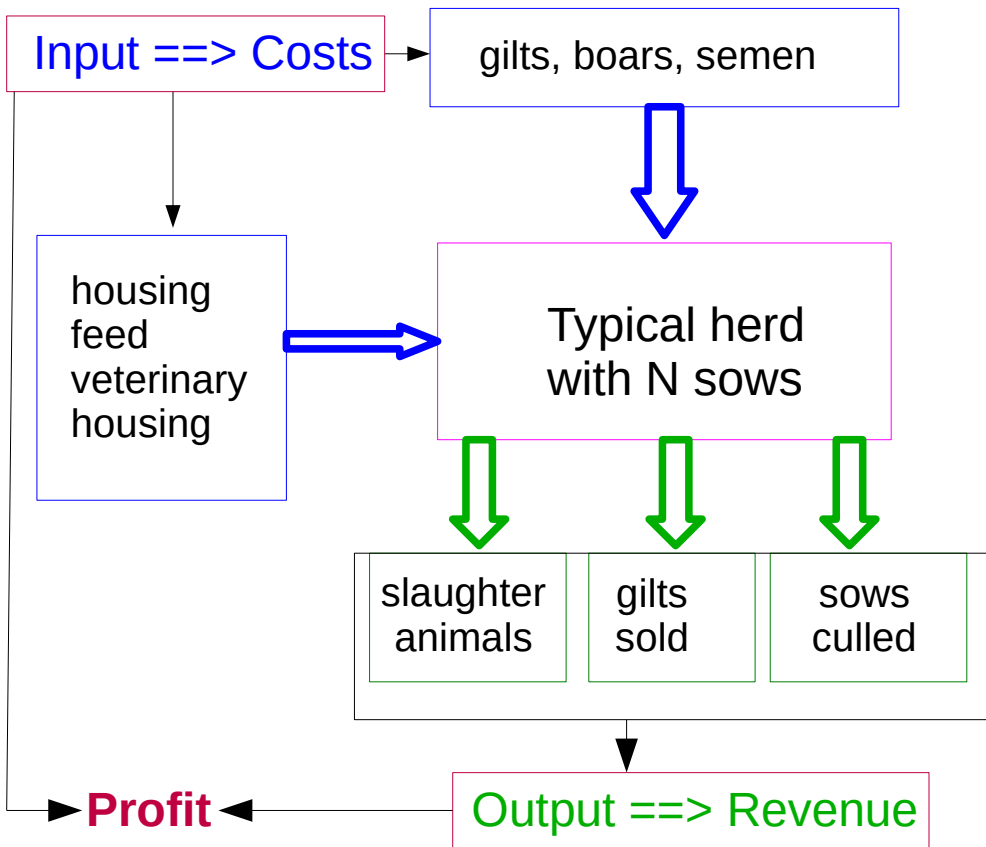 Input ==> Costs
gilts, boars, semen
housing
feed
veterinary
housing
Typical herd
with N sows
slaughter
animals
gilts
sold
sows
culled
Profit
Output ==> Revenue